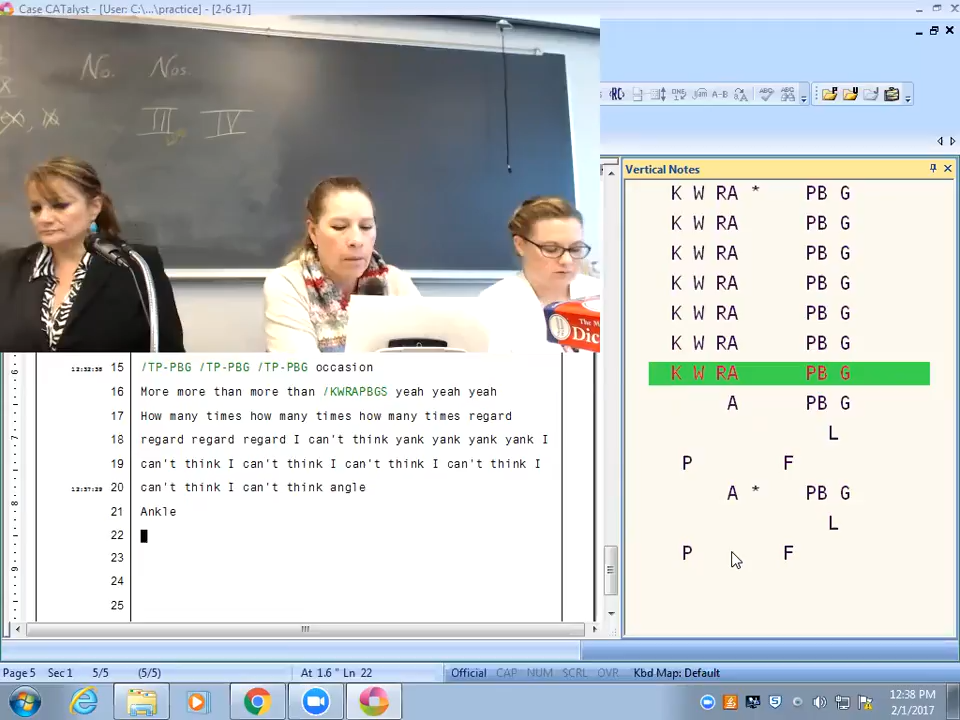 Case CATalyst - [User: C:\...\practice] - [2-6-17]
No. Nos.
X
III IV
Vertical Notes
K W RA * PB G
K W RA PB G
K W RA PB G
K W RA PB G
K W RA PB G
K W RA PB G
K W RA PB G
A PB G
L
P F
A * PB G
L
P F
12:32:38 15 /TP-PBG /TP-PBG /TP-PBG occasion
16 More more than more than /KWRAPBGS yeah yeah yeah
17 How many times how many times how many times regard
18 regard regard regard I can't think yank yank yank yank I
19 can't think I can't think I can't think I can't think I
12:37:29 20 can't think I can't think angle
21 Ankle
22
23
24
25
Page 5 Sec 1 5/5 (5/5) At 1.6 " Ln 22 Official CAP NUM SCRL OVR Kbd Map: Default
12:38 PM
2/1/2017